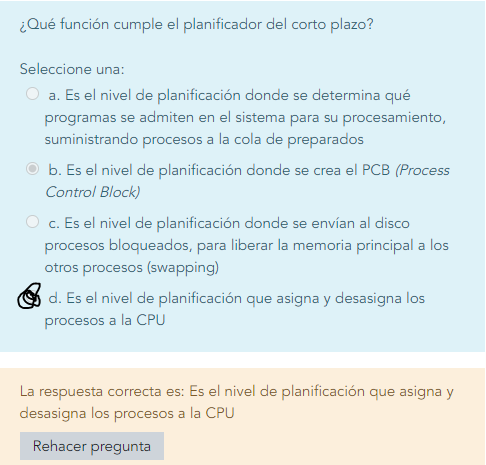 ¿Qué función cumple el planificador del corto plazo?
Seleccione una:
a. Es el nivel de planificación donde se determina qué
programas se admiten en el sistema para su procesamiento,
suministrando procesos a la cola de preparados
b. Es el nivel de planificación donde se crea el PCB (Process
Control Block)
c. Es el nivel de planificación donde se envían al disco
procesos bloqueados, para liberar la memoria principal a los
otros procesos (swapping)
d. Es el nivel de planificación que asigna y desasigna los
procesos a la CPU
La respuesta correcta es: Es el nivel de planificación que asigna y
desasigna los procesos a la CPU
Rehacer pregunta